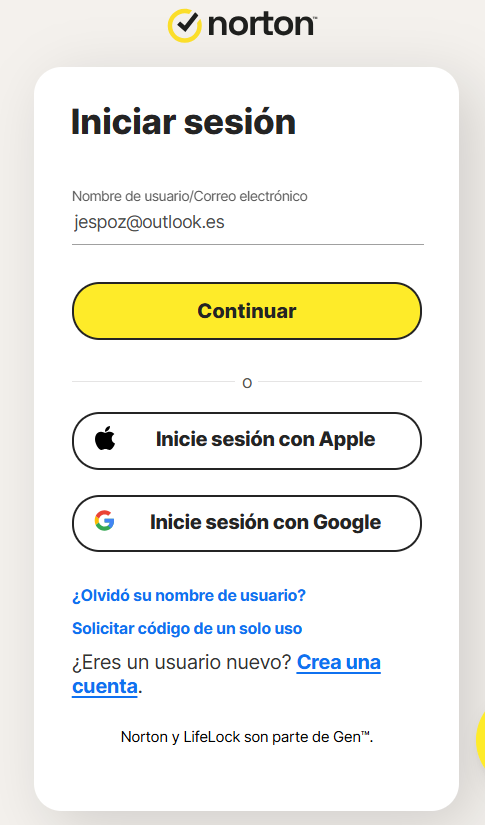 norton™
Iniciar sesión
Nombre de usuario/Correo electrónico
jespoz@outlook.es
Continuar
O
Inicie sesión con Apple
Inicie sesión con Google
¿Olvidó su nombre de usuario?
Solicitar código de un solo uso
¿Eres un usuario nuevo? Crea una
cuenta.
Norton y LifeLock son parte de Gen™.